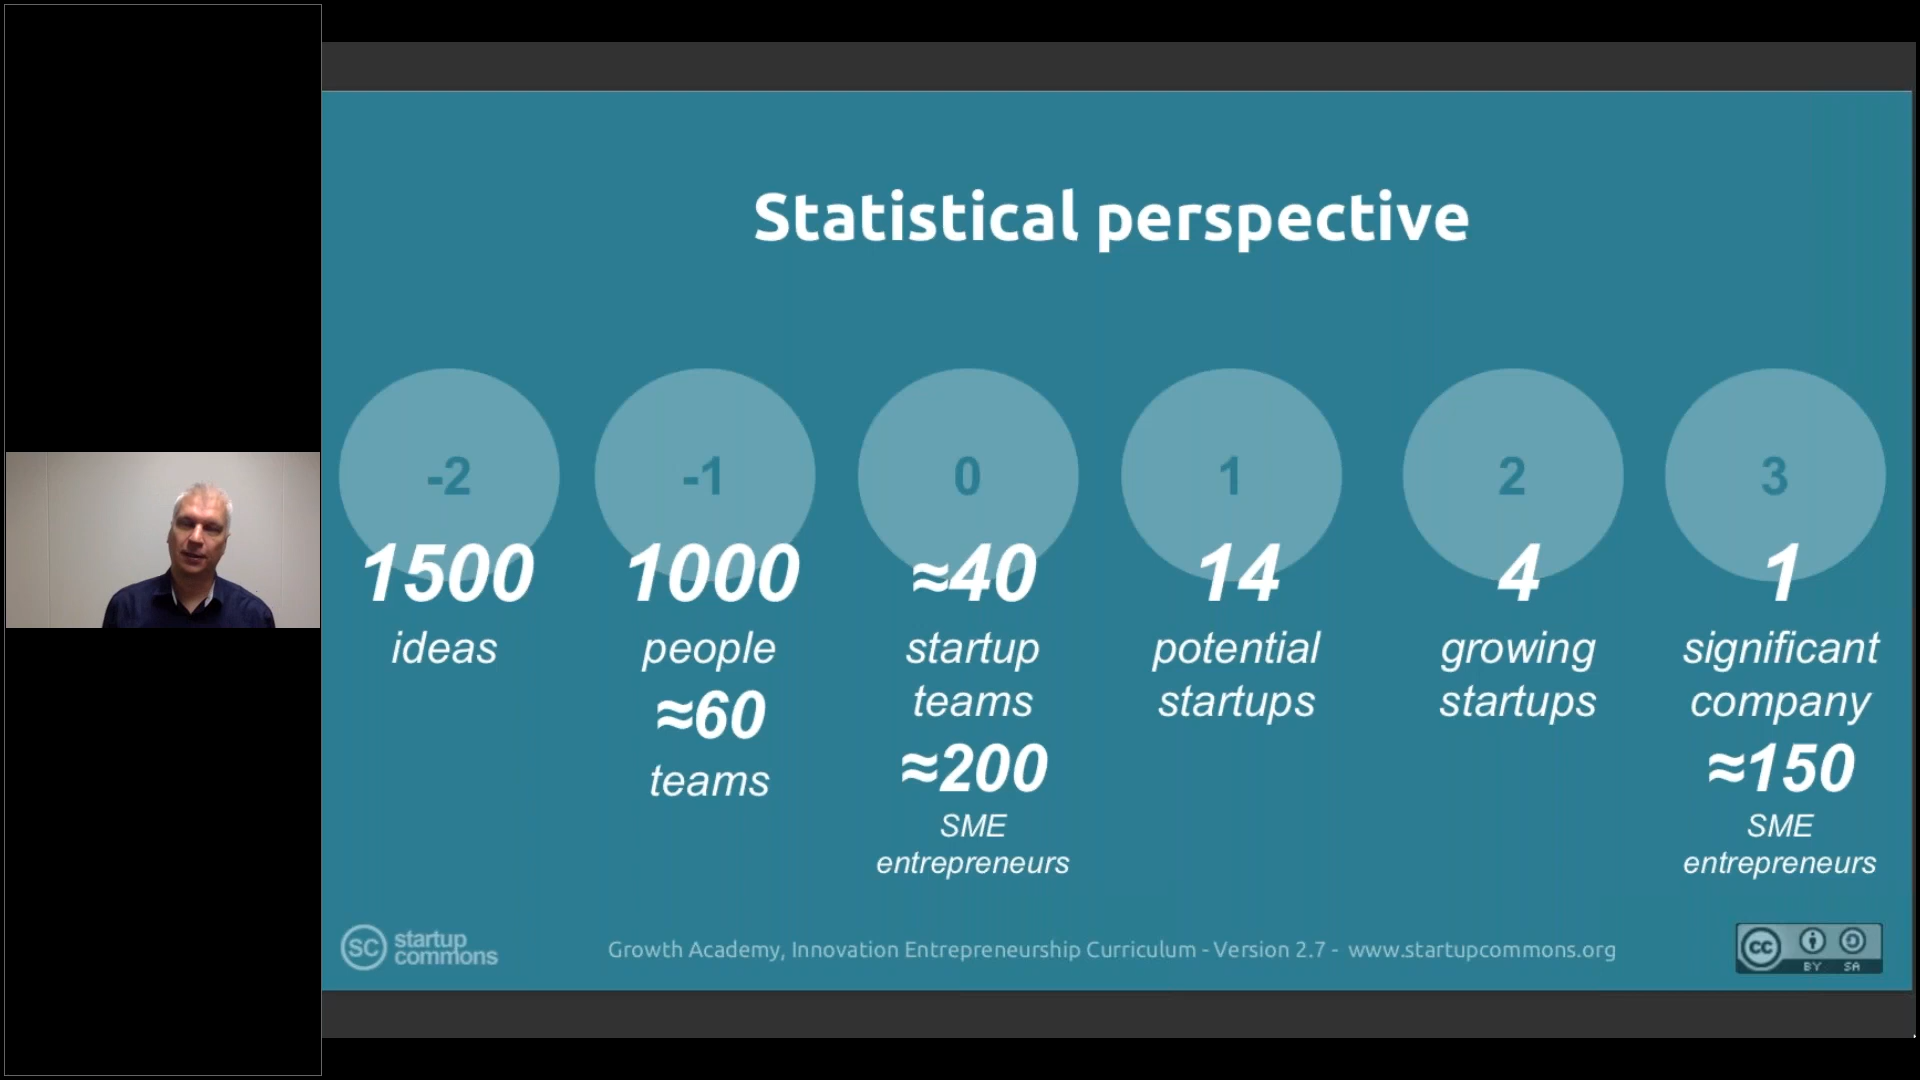 Statistical perspective
-2
-1
0
1
2
3
1500
ideas
1000
people
≈60
teams
≈40
startup
teams
≈200
SME
entrepreneurs
14
potential
startups
4
growing
startups
1
significant
company
≈150
SME
entrepreneurs
SC startup
commons
Growth Academy, Innovation Entrepreneurship Curriculum - Version 2.7 - www.startupcommons.org
cc
BY SA